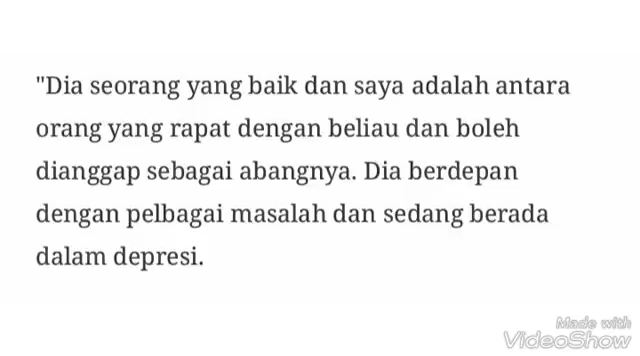 "Dia seorang yang baik dan saya adalah antara
orang yang rapat dengan beliau dan boleh
dianggap sebagai abangnya. Dia berdepan
dengan pelbagai masalah dan sedang berada
dalam depresi.
Made with
VideoShow